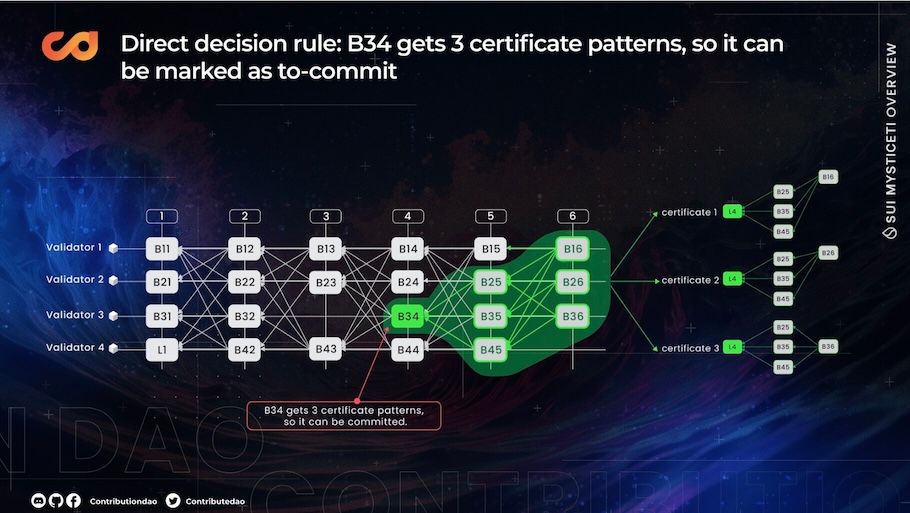 Direct decision rule: B34 gets 3 certificate patterns, so it can
be marked as to-commit
SUI MYSTICETI OVERVIEW
1 2 3 4 5 6
Validator 1 B11 B12 B13 B14 B15 B16
Validator 2 B21 B22 B23 B24 B25 B26
Validator 3 B31 B32 B34 B35 B36
Validator 4 L1 B42 B43 B44 B45
certificate 1 L4 B25 B35 B45 B16
certificate 2 L4 B25 B35 B45 B26
certificate 3 L4 B25 B35 B45 B36
B34 gets 3 certificate patterns,
so it can be committed.
N DAO
CONTRIBUTIO
Contributiondao Contributedao